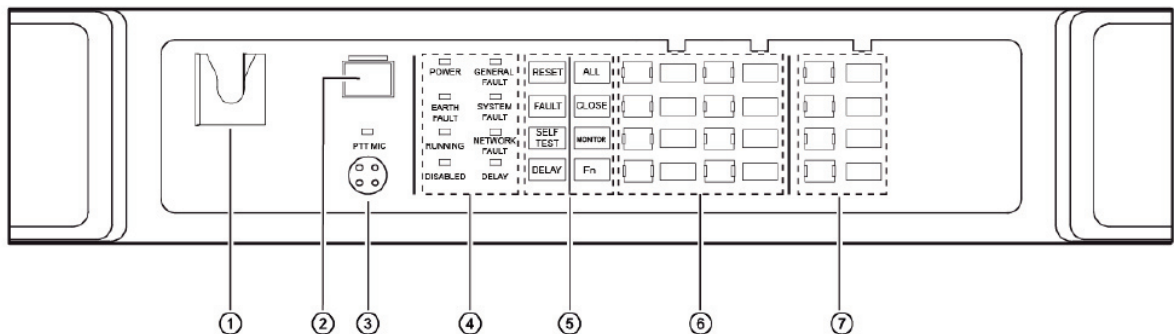 POWER GENERAL FAULT
EARTH FAULT SYSTEM FAULT
PTT MIC RUNNING NETWORK FAULT
DISABLED DELAY
RESET ALL
FAULT CLOSE
SELF TEST MONITOR
DELAY Fn
1 2 3 4 5 6 7